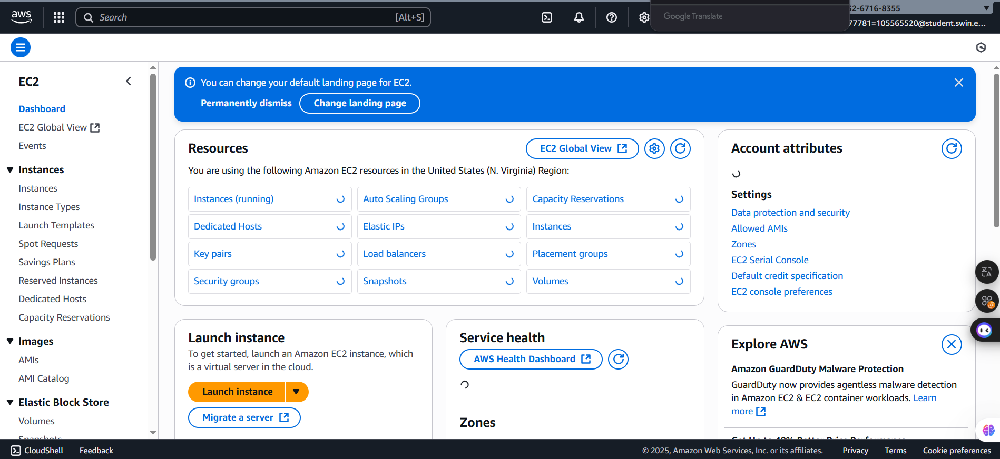 aws
Search
[Alt+S]
Google Translate
32-6716-8355
77781=105565520@student.swin.e...
EC2
Dashboard
EC2 Global View
Events
Instances
Instances
Instance Types
Launch Templates
Spot Requests
Savings Plans
Reserved Instances
Dedicated Hosts
Capacity Reservations
Images
AMIs
AMI Catalog
Elastic Block Store
Volumes
Snapshots
You can change your default landing page for EC2.
Permanently dismiss
Change landing page
Resources
EC2 Global View
You are using the following Amazon EC2 resources in the United States (N. Virginia) Region:
Instances (running)
Auto Scaling Groups
Capacity Reservations
Dedicated Hosts
Elastic IPs
Instances
Key pairs
Load balancers
Placement groups
Security groups
Snapshots
Volumes
Launch instance
To get started, launch an Amazon EC2 instance, which
is a virtual server in the cloud.
Launch instance
Migrate a server
Service health
AWS Health Dashboard
Zones
Account attributes
Settings
Data protection and security
Allowed AMIs
Zones
EC2 Serial Console
Default credit specification
EC2 console preferences
Explore AWS
Amazon GuardDuty Malware Protection
GuardDuty now provides agentless malware detection
in Amazon EC2 & EC2 container workloads. Learn
more
Get Up to 40% Better Price Performance
CloudShell
Feedback
© 2025, Amazon Web Services, Inc. or its affiliates.
Privacy
Terms
Cookie preferences